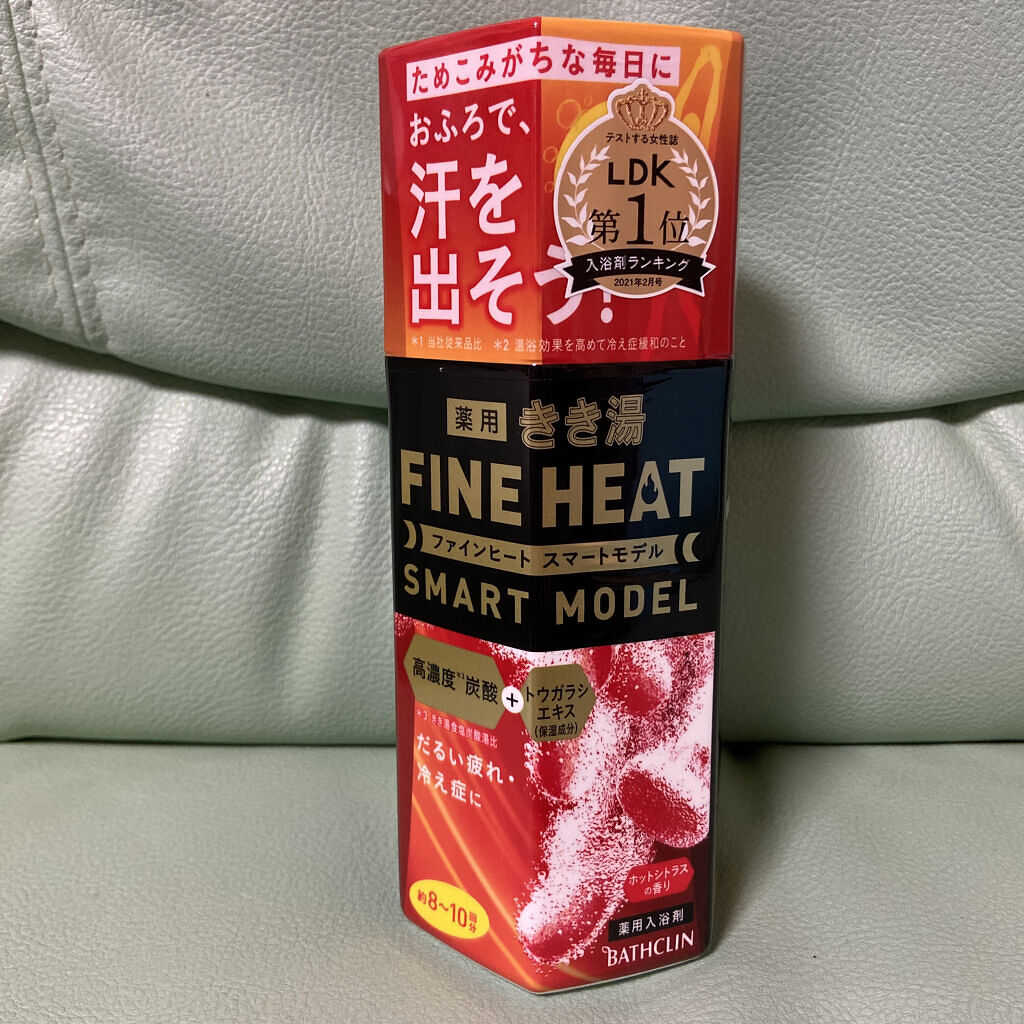 ためこみがちな毎日に
おふろで、
汗を
出そう!
テストする女性誌
LDK
第1位
入浴剤ランキング
2021年2月号
*1 当社従来品比 *2 温浴効果を高めて冷え症緩和のこと
薬用 きき湯
FINE HEAT
ファインヒート スマートモデル
SMART MODEL
高濃度*3炭酸
+
トウガラシ
エキス
(保湿成分)
*3 きき湯食塩炭酸湯比
だるい疲れ・
冷え症に
約8~10回分
ホットシトラス
の香り
薬用入浴剤
BATHCLIN